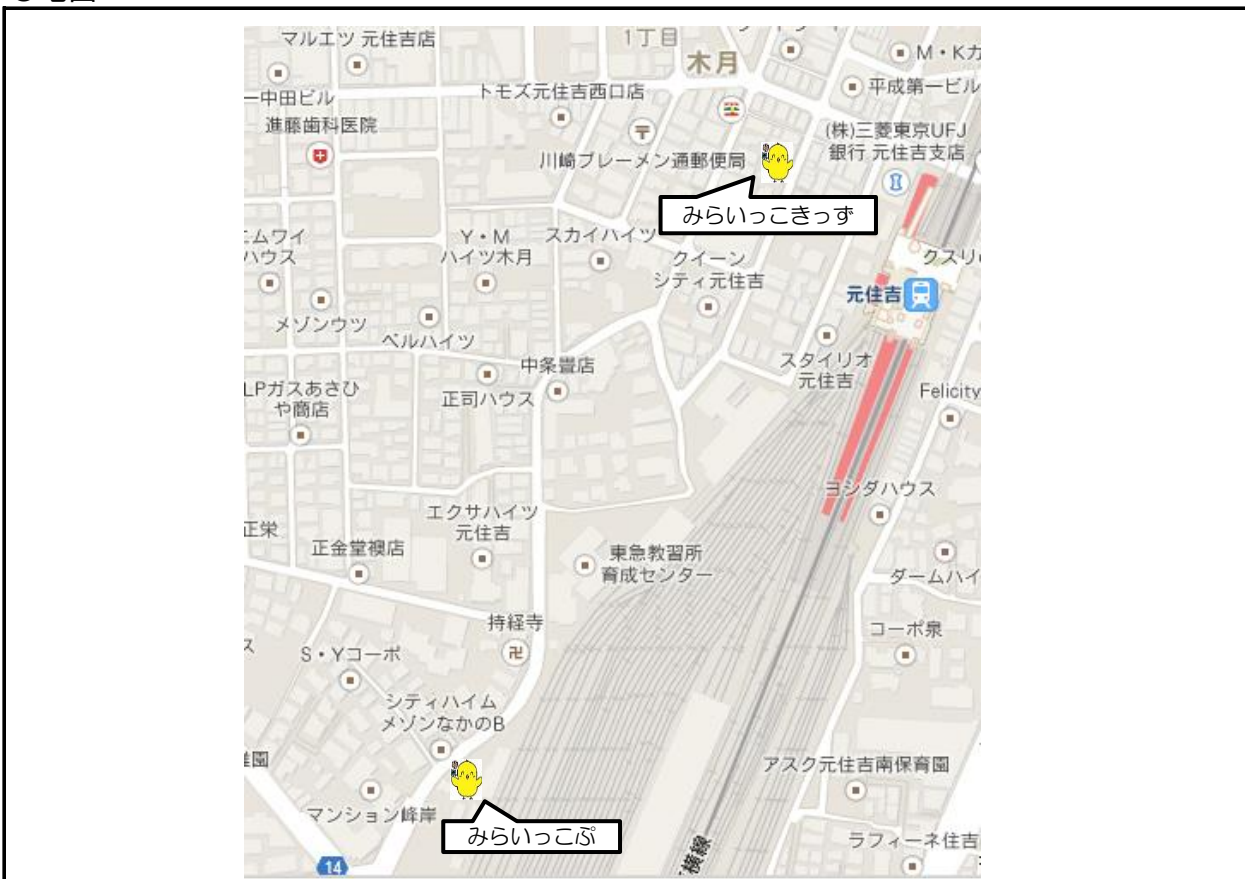 マルエツ 元住吉店
1丁目
木月
M・Kカ
中田ビル
トモズ元住吉西口店
平成第一ビル
進藤歯科医院
(株)三菱東京UFJ
銀行 元住吉支店
川崎ブレーメン通郵便局
みらいっこきっず
エムワイ
ハウス
Y・M
ハイツ木月
スカイハイツ
クイーン
シティ元住吉
クスリ
元住吉
メゾンウツ
ベルハイツ
中条畳店
スタイリオ
元住吉
LPガスあさひ
や商店
正司ハウス
Felicity
ヨシダハウス
エクサハイツ
元住吉
正栄
正金堂襖店
東急教習所
育成センター
ダームハイ
持経寺
コーポ泉
ス
S・Yコーポ
シティハイム
メゾンなかのB
稚園
アスク元住吉南保育園
マンション峰岸
みらいっこぷ
ラフィーネ住吉
14
横線